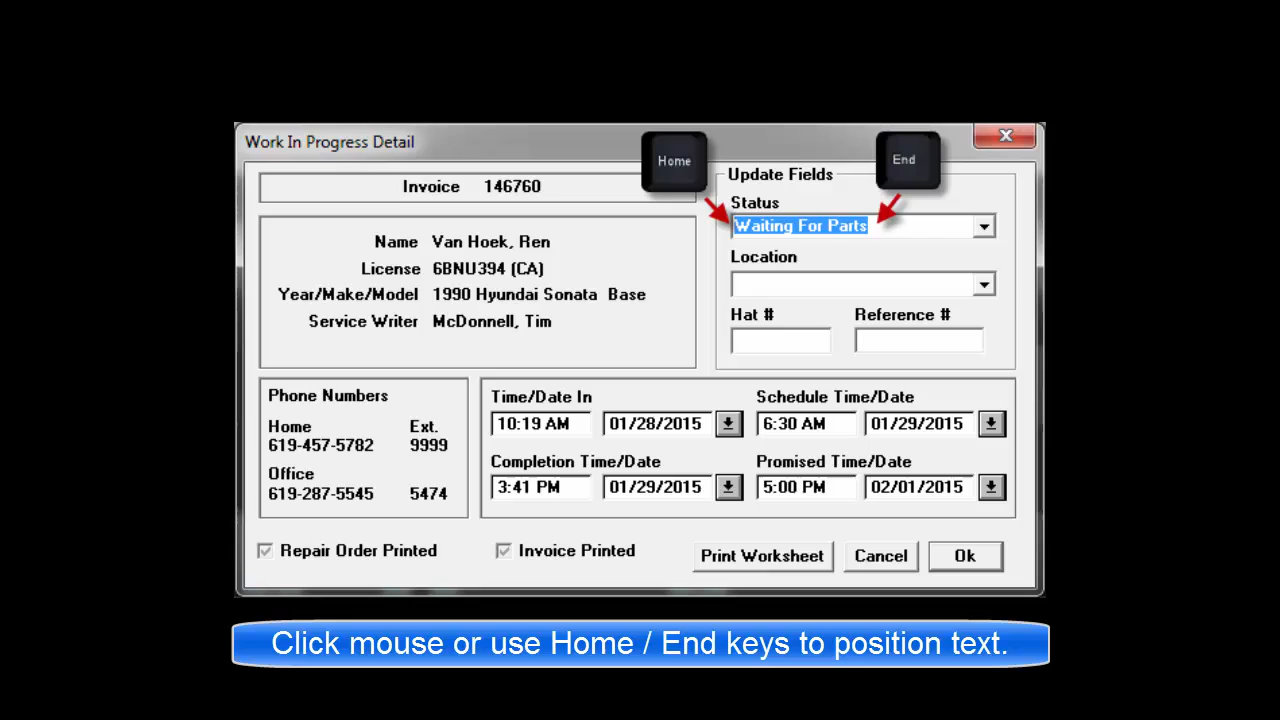 Work In Progress Detail
Home
End
Invoice 146760
Update Fields
Status
Waiting For Parts
Name Van Hoek, Ren
License 6BNU394 (CA)
Year/Make/Model 1990 Hyundai Sonata Base
Service Writer McDonnell, Tim
Location
Hat # Reference #
Phone Numbers
Home Ext.
619-457-5782 9999
Office
619-287-5545 5474
Time/Date In Schedule Time/Date
10:19 AM 01/28/2015 6:30 AM 01/29/2015
Completion Time/Date Promised Time/Date
3:41 PM 01/29/2015 5:00 PM 02/01/2015
Repair Order Printed Invoice Printed Print Worksheet Cancel Ok
Click mouse or use Home / End keys to position text.